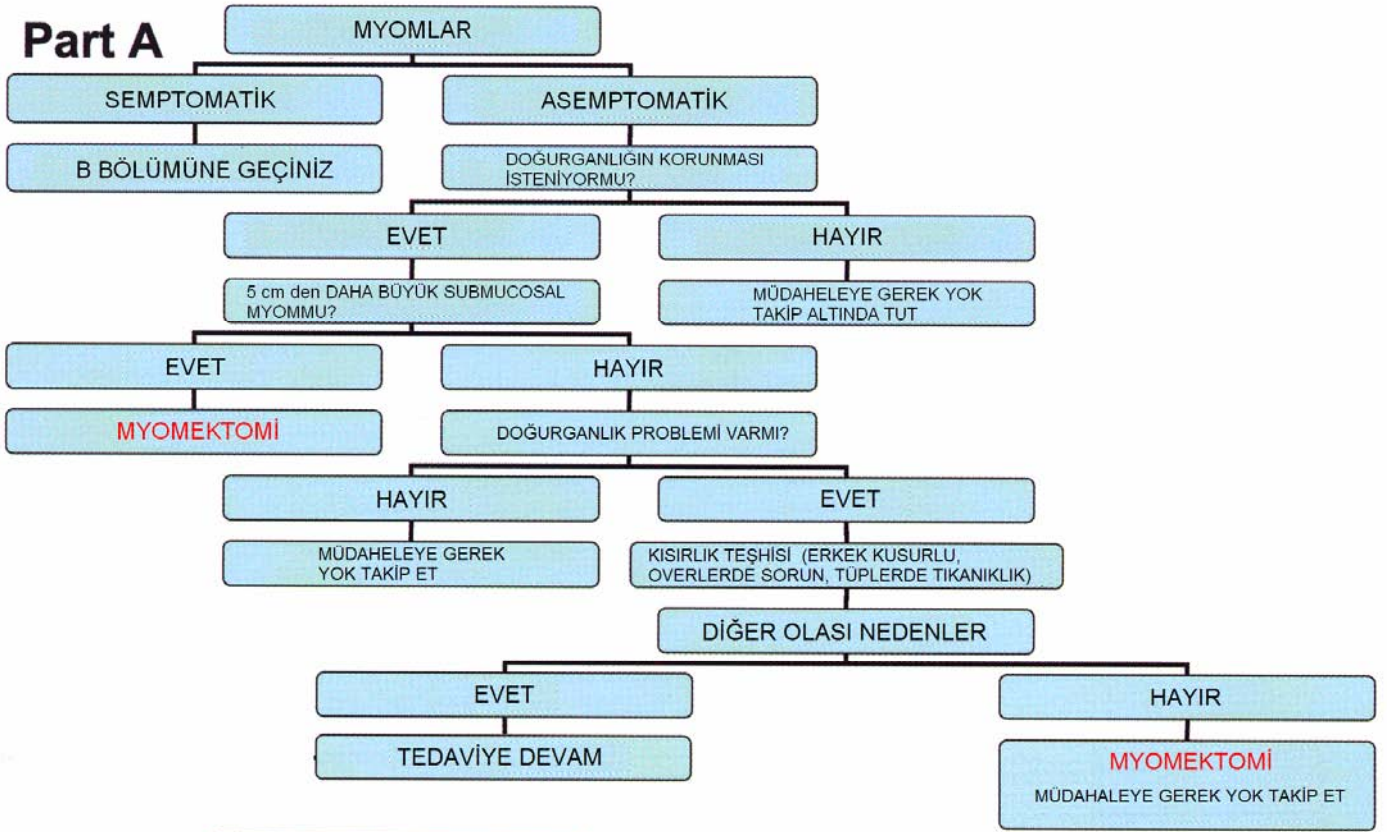 Part A
MYOMLAR
SEMPTOMATİK
ASEMPTOMATİK
B BÖLÜMÜNE GEÇİNİZ
DOĞURGANLIĞIN KORUNMASI
İSTENİYORMU?
EVET
HAYIR
5 cm den DAHA BÜYÜK SUBMUCOSAL
MYOMMU?
MÜDAHELEYE GEREK YOK
TAKİP ALTINDA TUT
EVET
HAYIR
MYOMEKTOMİ
DOĞURGANLIK PROBLEMİ VARMI?
HAYIR
EVET
MÜDAHELEYE GEREK
YOK TAKİP ET
KISIRLIK TEŞHİSİ (ERKEK KUSURLU,
OVERLERDE SORUN, TÜPLERDE TIKANIKLIK)
DİĞER OLASI NEDENLER
EVET
HAYIR
TEDAVİYE DEVAM
MYOMEKTOMİ
MÜDAHALEYE GEREK YOK TAKİP ET